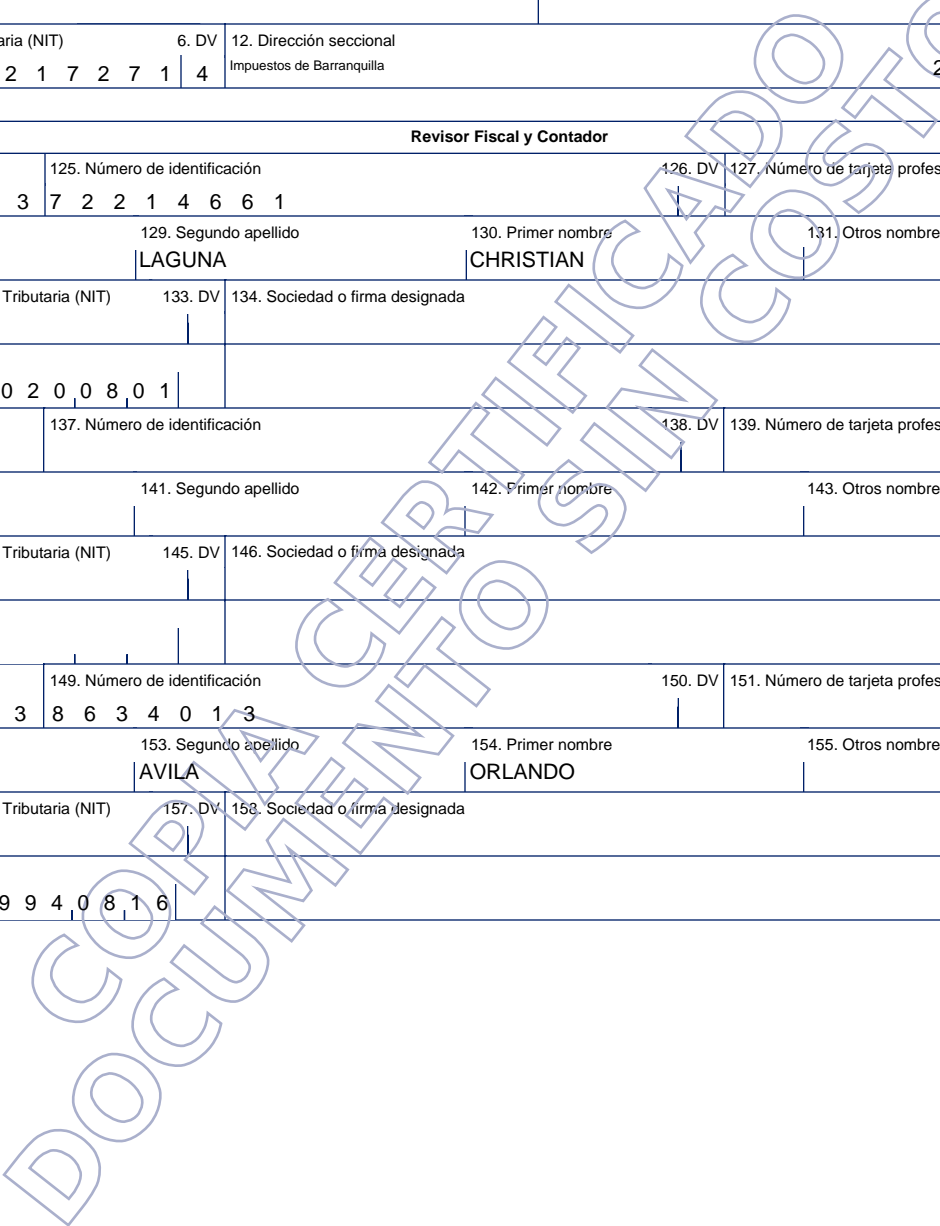 aria (NIT) 6. DV 12. Dirección seccional
2 1 7 2 7 1 4 Impuestos de Barranquilla 2
Revisor Fiscal y Contador
125. Número de identificación 126. DV 127. Número de tarjeta profes
3 7 2 2 1 4 6 6 1
129. Segundo apellido 130. Primer nombre 131. Otros nombre
LAGUNA CHRISTIAN
Tributaria (NIT) 133. DV 134. Sociedad o firma designada
0 2 0 0 8 0 1
137. Número de identificación 138. DV 139. Número de tarjeta profes
141. Segundo apellido 142. Primer nombre 143. Otros nombre
Tributaria (NIT) 145. DV 146. Sociedad o firma designada
149. Número de identificación 150. DV 151. Número de tarjeta profes
3 8 6 3 4 0 1 3
153. Segundo apellido 154. Primer nombre 155. Otros nombre
AVILA ORLANDO
Tributaria (NIT) 157. DV 158. Sociedad o firma designada
9 9 4 0 8 1 6
COPIA CERTIFICADO
DOCUMENTO SIN COSTO